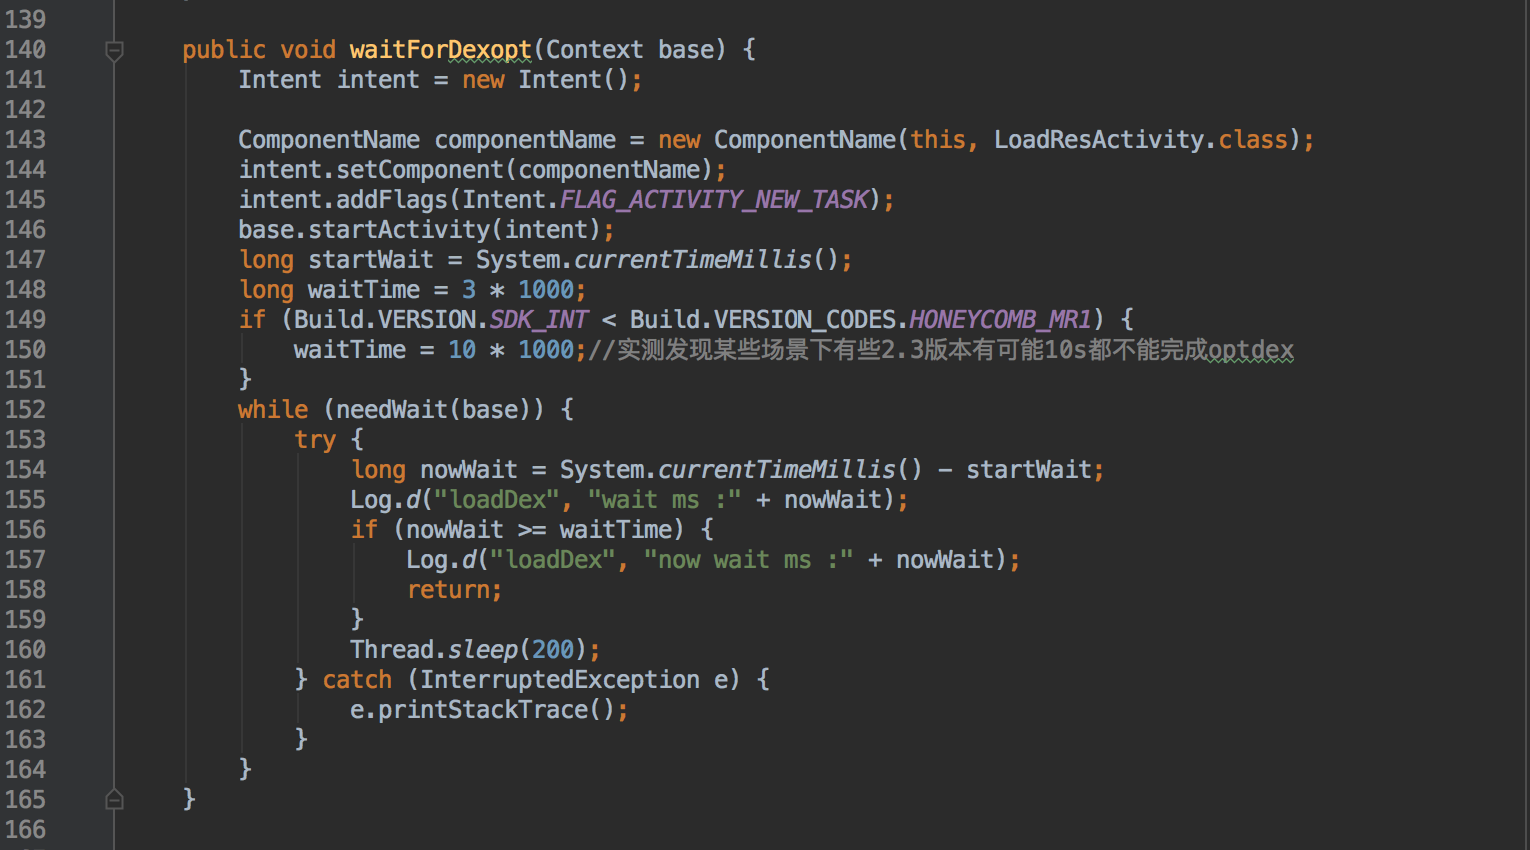 139
140 public void waitForDexopt(Context base) {
141 Intent intent = new Intent();
142
143 ComponentName componentName = new ComponentName(this, LoadResActivity.class);
144 intent.setComponent(componentName);
145 intent.addFlags(Intent.FLAG_ACTIVITY_NEW_TASK);
146 base.startActivity(intent);
147 long startWait = System.currentTimeMillis();
148 long waitTime = 3 * 1000;
149 if (Build.VERSION.SDK_INT < Build.VERSION_CODES.HONEYCOMB_MR1) {
150 waitTime = 10 * 1000;//实测发现某些场景下有些2.3版本有可能10s都不能完成optdex
151 }
152 while (needWait(base)) {
153 try {
154 long nowWait = System.currentTimeMillis() - startWait;
155 Log.d("loadDex", "wait ms :" + nowWait);
156 if (nowWait >= waitTime) {
157 Log.d("loadDex", "now wait ms :" + nowWait);
158 return;
159 }
160 Thread.sleep(200);
161 } catch (InterruptedException e) {
162 e.printStackTrace();
163 }
164 }
165 }
166